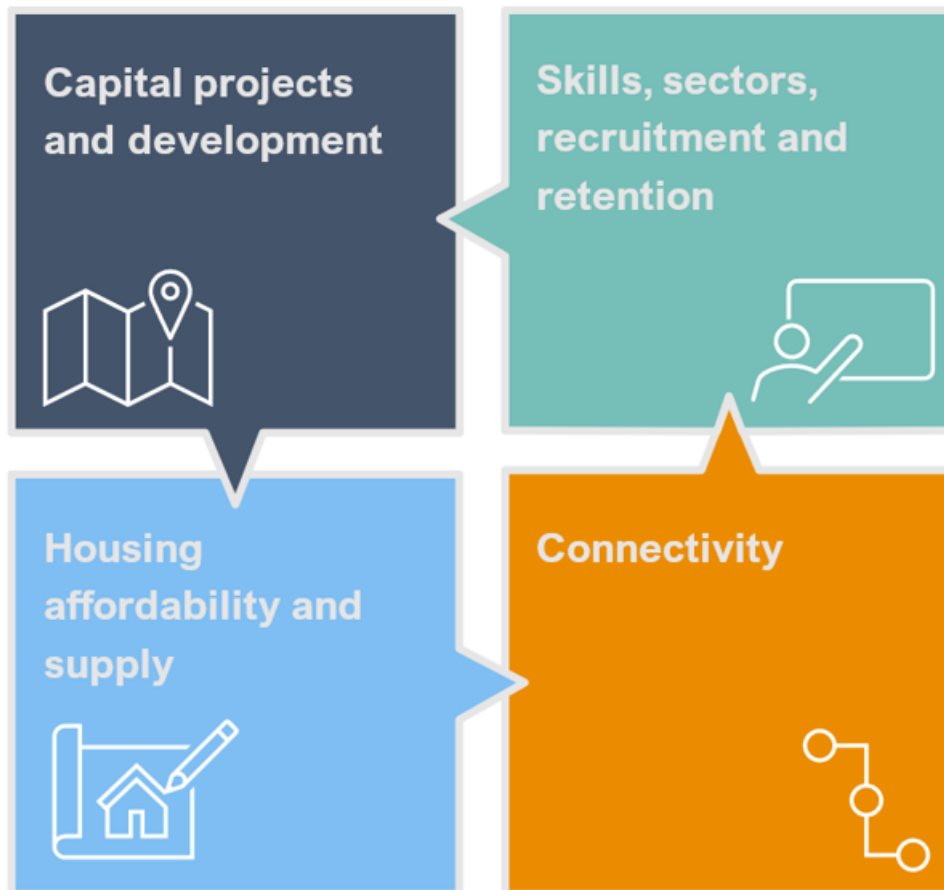 Capital projects
and development
Skills, sectors,
recruitment and
retention
Housing
affordability and
supply
Connectivity